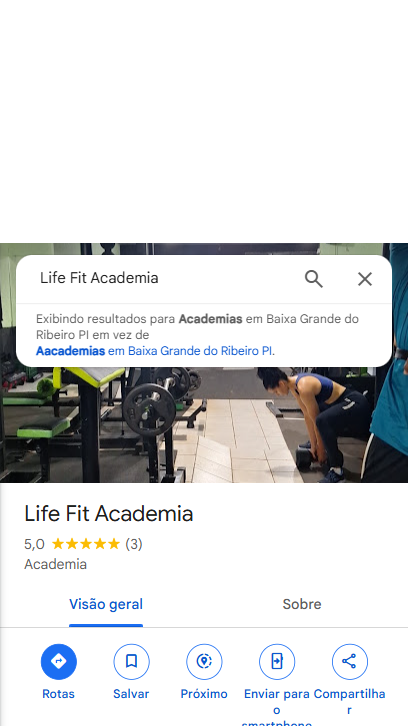 Life Fit Academia
Exibindo resultados para Academias em Baixa Grande do
Ribeiro PI em vez de
Aacademias em Baixa Grande do Ribeiro PI.
Life Fit Academia
5,0 (3)
Academia
Visão geral Sobre
Rotas Salvar Próximo Enviar para o smartphone Compartilhar